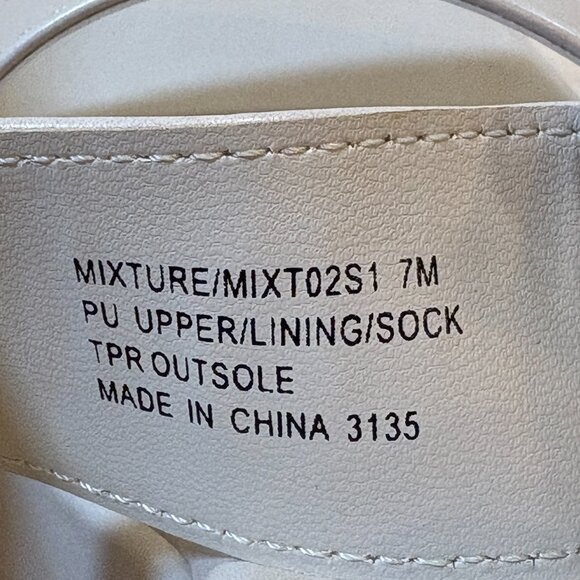 MIXTURE/MIXT02S1 7M
PU UPPER/LINING/SOCK
TPR OUTSOLE
MADE IN CHINA 3135